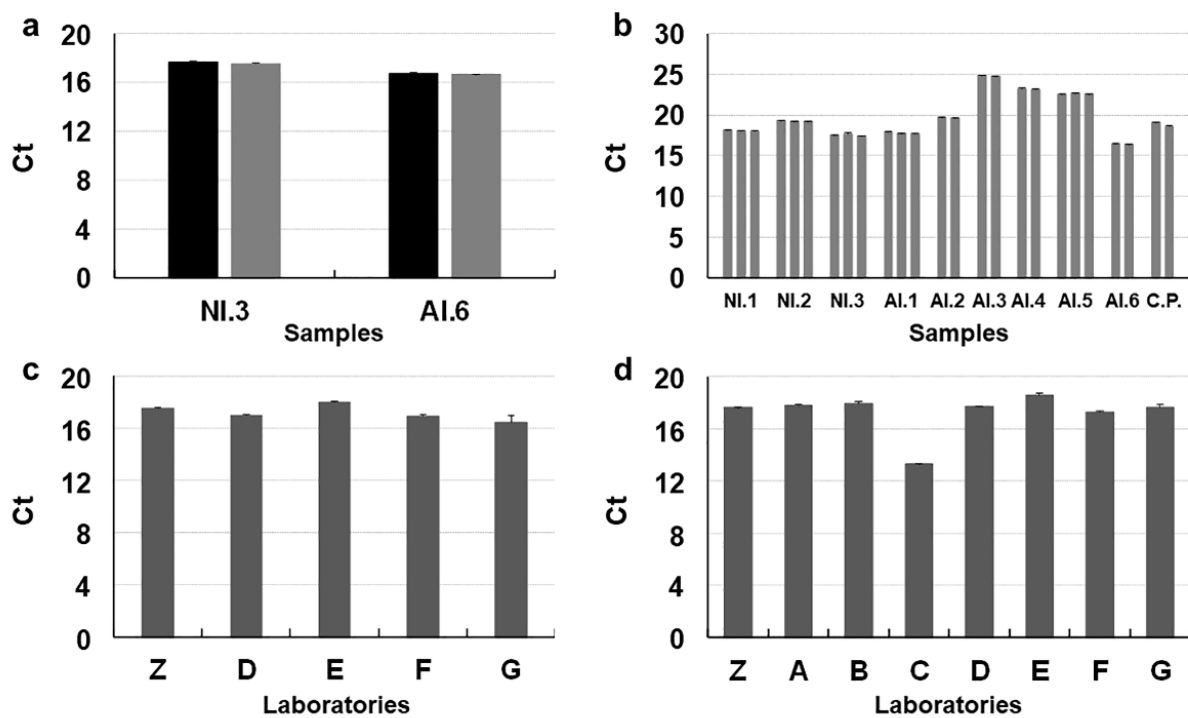 a
20
16
12
8
4
0
Ct
NI.3 AI.6
Samples
b
30
25
20
15
10
5
0
Ct
NI.1 NI.2 NI.3 AI.1 AI.2 AI.3 AI.4 AI.5 AI.6 C.P.
Samples
c
20
16
12
8
4
0
Ct
Z D E F G
Laboratories
d
20
16
12
8
4
0
Ct
Z A B C D E F G
Laboratories